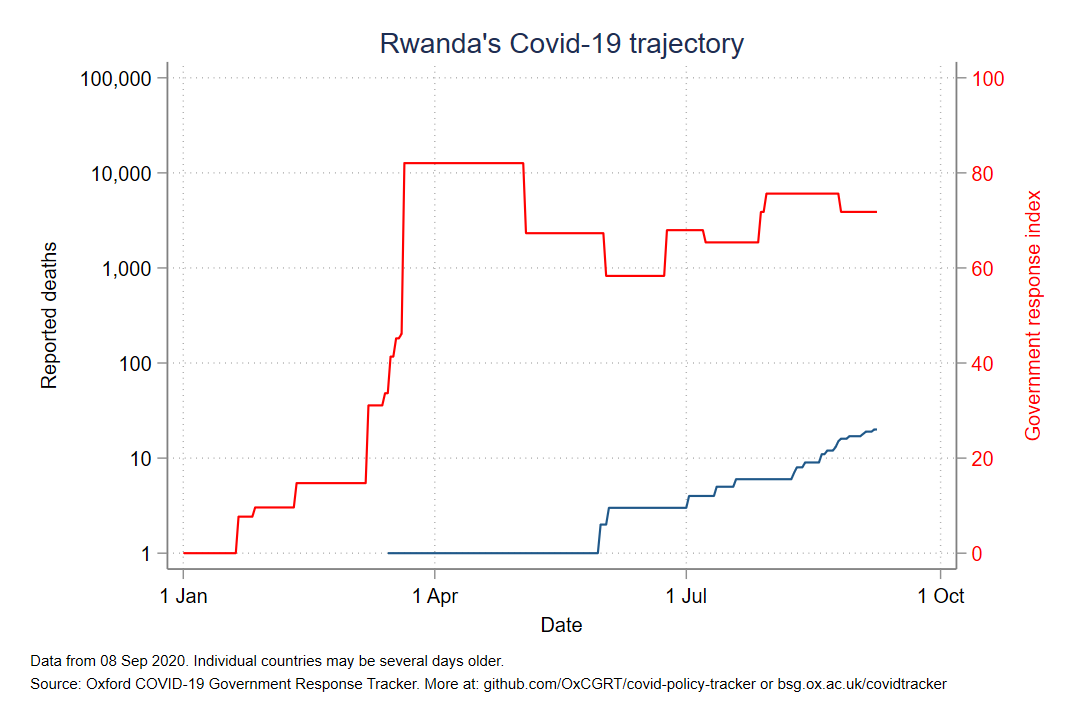 Rwanda's Covid-19 trajectory
100,000
10,000
1,000
100
10
1
Reported deaths
100
80
60
40
20
0
Government response index
1 Jan
1 Apr
1 Jul
1 Oct
Date
Data from 08 Sep 2020. Individual countries may be several days older.
Source: Oxford COVID-19 Government Response Tracker. More at: github.com/OxCGRT/covid-policy-tracker or bsg.ox.ac.uk/covidtracker